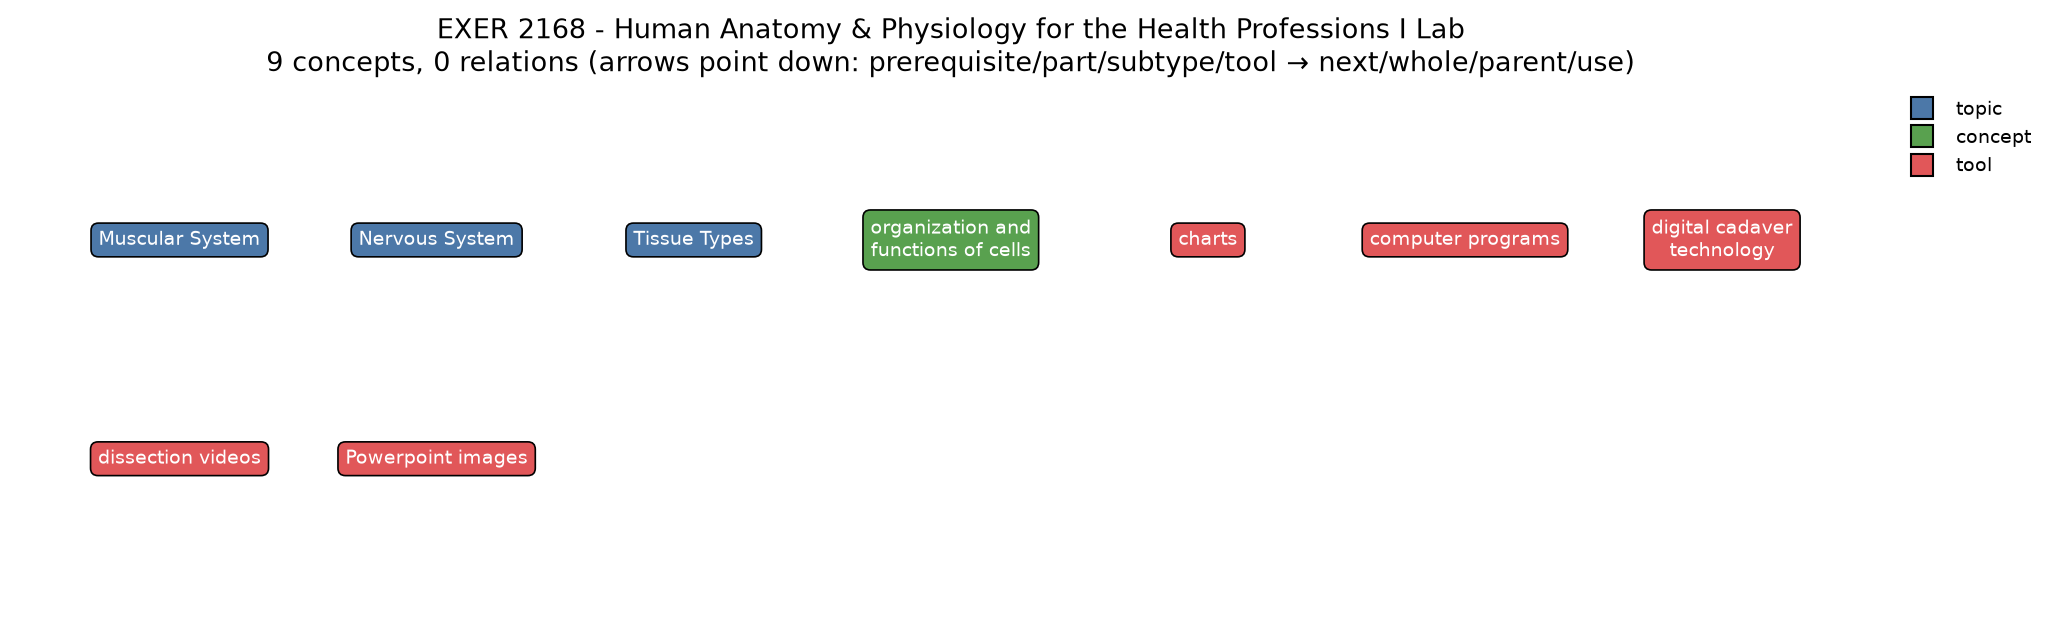 EXER 2168 - Human Anatomy & Physiology for the Health Professions I Lab
9 concepts, 0 relations (arrows point down: prerequisite/part/subtype/tool → next/whole/parent/use)
topic
concept
tool
Muscular System
Nervous System
Tissue Types
organization and
functions of cells
charts
computer programs
digital cadaver
technology
dissection videos
Powerpoint images